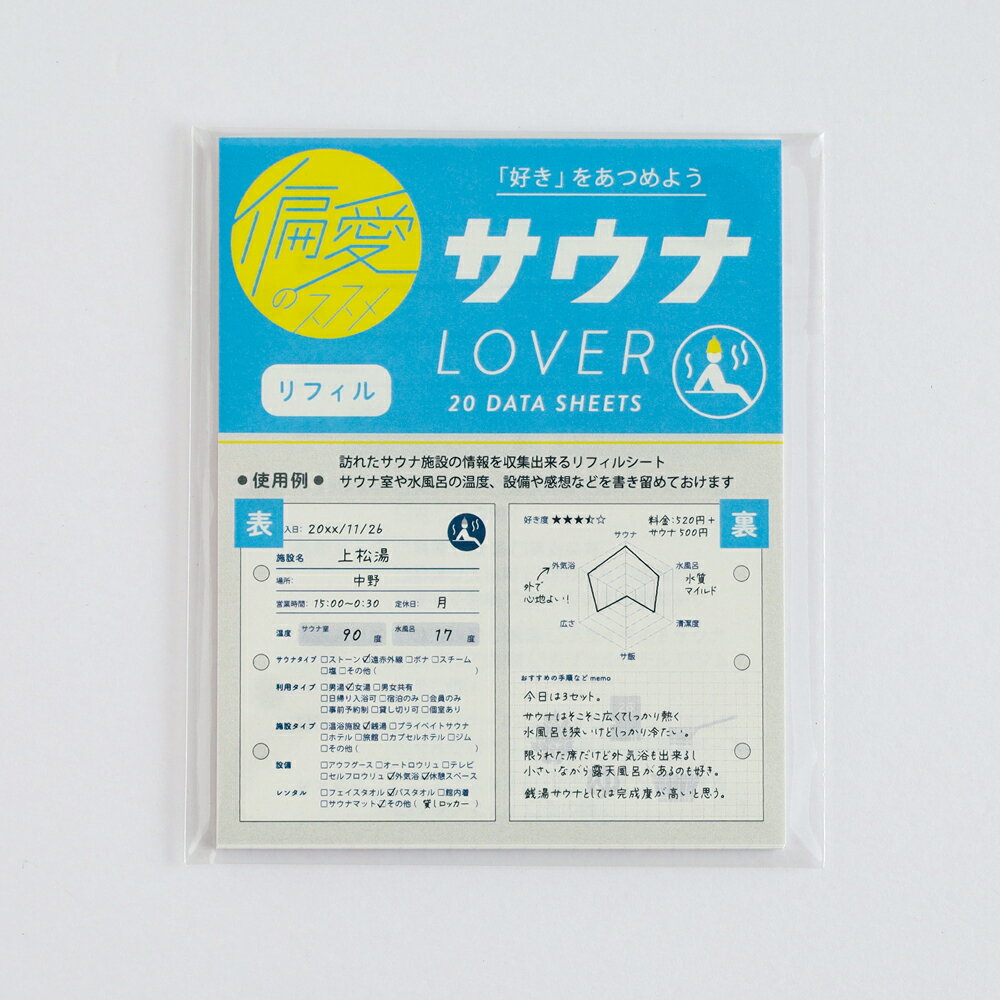 偏愛
のススメ
「好き」をあつめよう
サウナ
LOVER
20 DATA SHEETS
リフィル
●使用例●
訪れたサウナ施設の情報を収集出来るリフィルシート
サウナ室や水風呂の温度、設備や感想などを書き留めておけます
表
入日: 20xx/11/26
施設名 上松湯
場所: 中野
営業時間: 15:00~0:30 定休日: 月
温度 サウナ室 90 度 水風呂 17 度
サウナタイプ □ストーン ☑遠赤外線 □ボナ □スチーム
□塩 □その他( )
利用タイプ □男湯 ☑女湯 □男女共有
□日帰り入浴可 □宿泊のみ □会員のみ
□事前予約制 □貸し切り可 □個室あり
施設タイプ □温浴施設 ☑銭湯 □プライベイトサウナ
□ホテル □旅館 □カプセルホテル □ジム
□その他( )
設備 □アウフグース □オートロウリュ □テレビ
□セルフロウリュ ☑外気浴 ☑休憩スペース
レンタル □フェイスタオル ☑バスタオル □館内着
□サウナマット ☑その他( 貸しロッカー )
裏
好き度 ★★★⯪☆ 料金:520円+
サウナ500円
サウナ
外気浴
水風呂
水質
マイルド
外で
心地よい!
広さ
清潔度
サ飯
おすすめの手順など memo
今日は3セット。
サウナはそこそこ広くてしっかり熱く
水風呂も狭いけどしっかり冷たい。
限られた席だけど外気浴も出来るし
小さいながら露天風呂があるのも好き。
銭湯サウナとしては完成度が高いと思う。